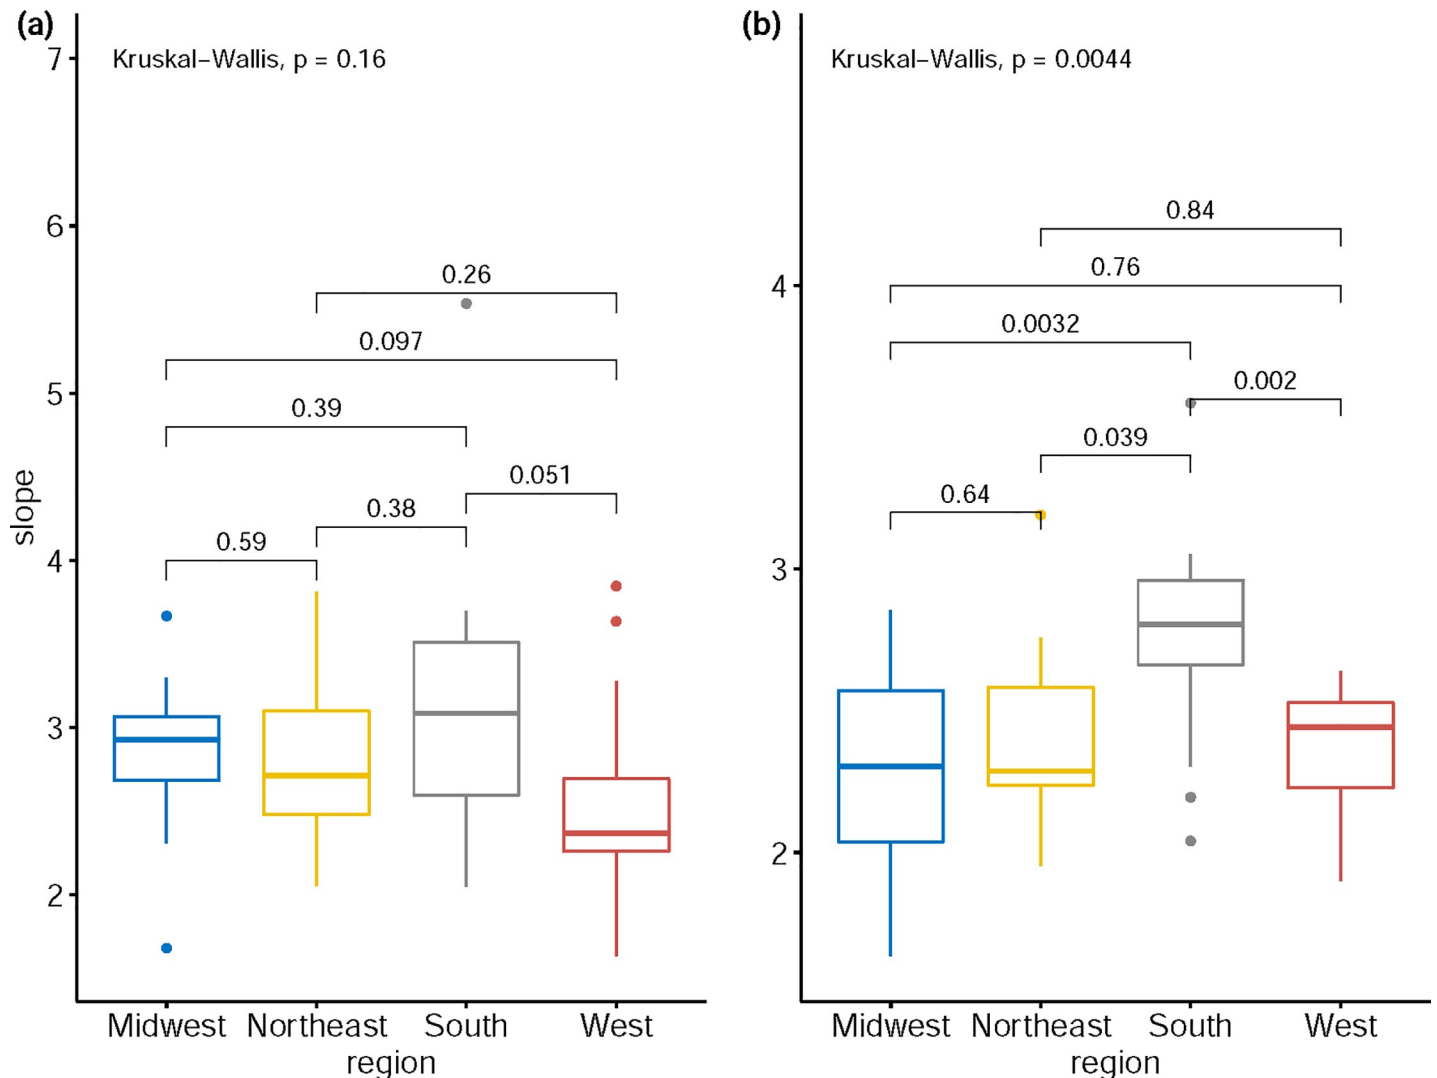 (a)
Kruskal–Wallis, p = 0.16
7
6
5
4
3
2
slope
0.26
0.097
0.39
0.051
0.38
0.59
Midwest Northeast South West
region
(b)
Kruskal–Wallis, p = 0.0044
4
3
2
0.84
0.76
0.0032
0.002
0.039
0.64
Midwest Northeast South West
region